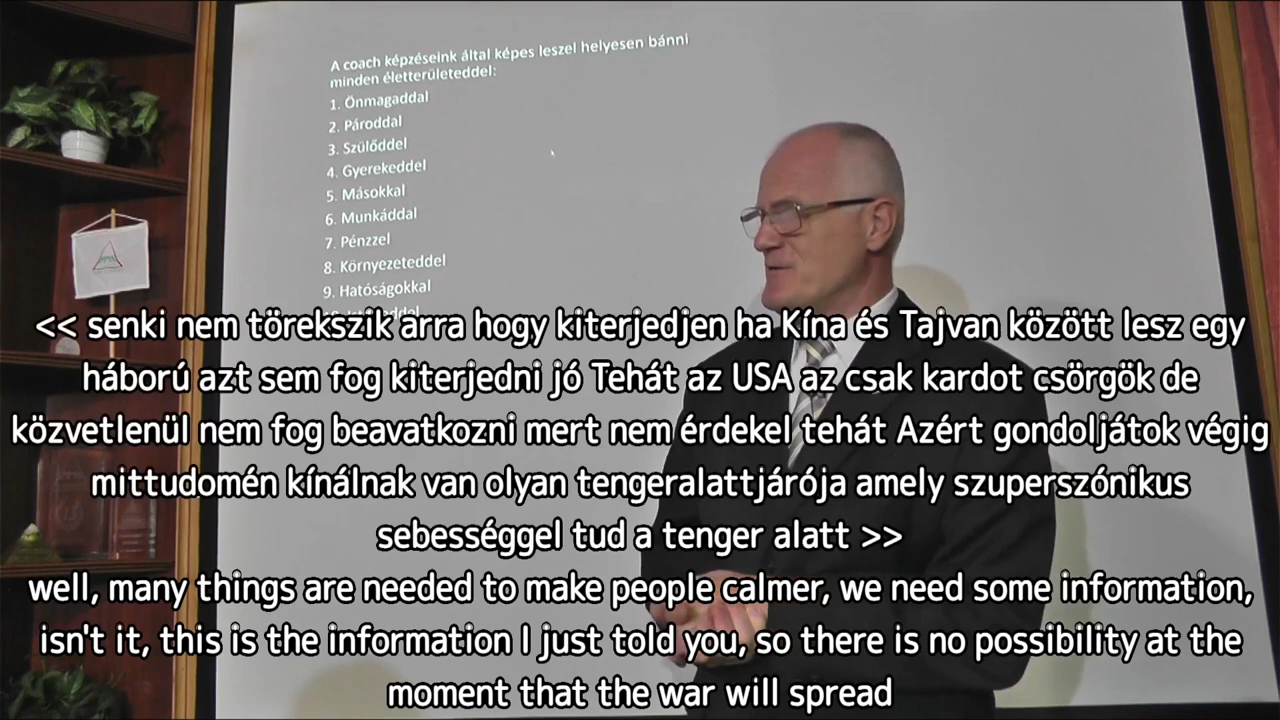 A coach képzéseink által képes leszel helyesen bánni
minden életterületeddel:
1. Önmagaddal
2. Pároddal
3. Szülőddel
4. Gyerekeddel
5. Másokkal
6. Munkáddal
7. Pénzzel
8. Környezeteddel
9. Hatóságokkal
<< senki nem törekszik arra hogy kiterjedjen ha Kína és Tajvan között lesz egy
háború azt sem fog kiterjedni jó Tehát az USA az csak kardot csörgök de
közvetlenül nem fog beavatkozni mert nem érdekel tehát Azért gondoljátok végig
mittudomén kínálnak van olyan tengeralattjárója amely szuperszónikus
sebességgel tud a tenger alatt >>
well, many things are needed to make people calmer, we need some information,
isn't it, this is the information I just told you, so there is no possibility at the
moment that the war will spread